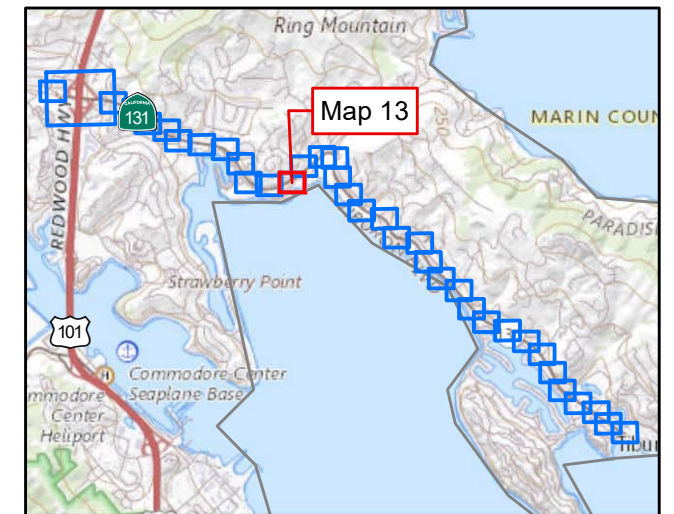 Ring Mountain
Map 13
MARIN COUN
CALIFORNIA
131
250
REDWOOD HW
PARADIS
Strawberry Point
101
Commodore Center
Seaplane Base
mmodore
Center
Heliport
H
Tibur